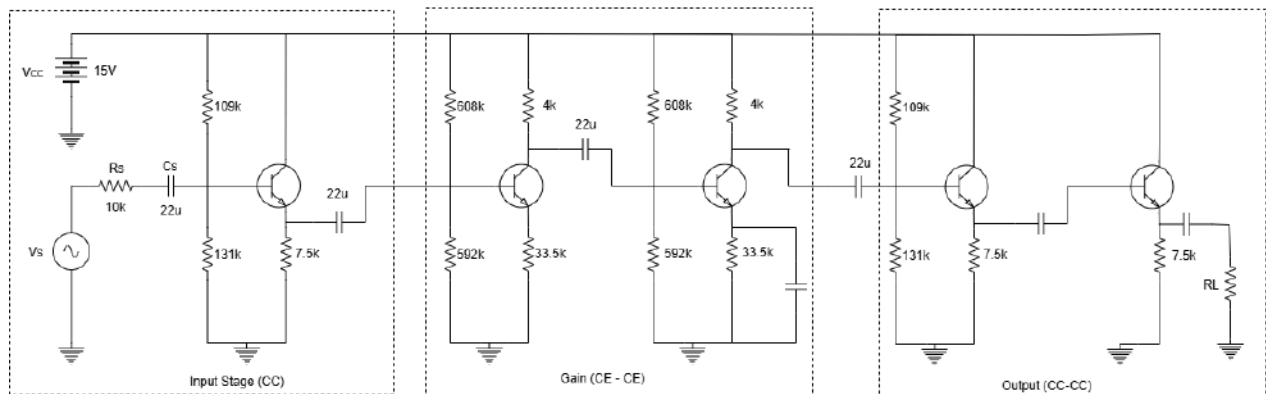 Vcc
15V
109k
Rs
Cs
10k
22u
Vs
22u
131k
7.5k
Input Stage (CC)
608k
4k
22u
608k
4k
592k
33.5k
592k
33.5k
Gain (CE - CE)
22u
109k
131k
7.5k
7.5k
RL
Output (CC-CC)